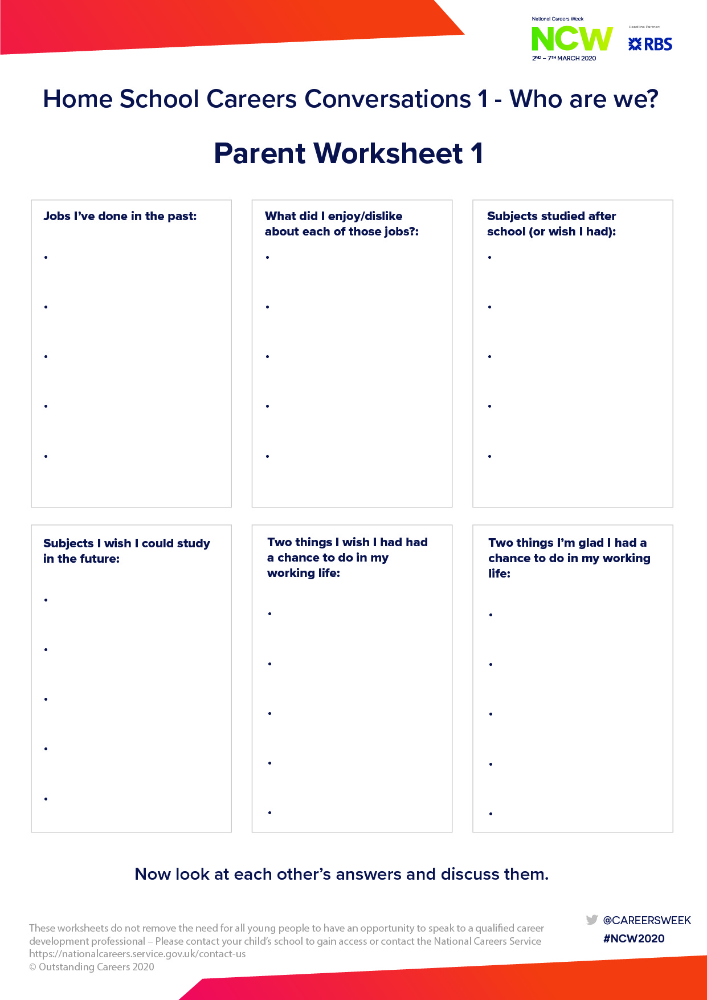 National Careers Week
NCW
2ND – 7TH MARCH 2020
Headline Partner:
RBS
Home School Careers Conversations 1 - Who are we?
Parent Worksheet 1
Jobs I’ve done in the past:
•
•
•
•
•
What did I enjoy/dislike
about each of those jobs?:
•
•
•
•
•
Subjects studied after
school (or wish I had):
•
•
•
•
•
Subjects I wish I could study
in the future:
•
•
•
•
•
Two things I wish I had had
a chance to do in my
working life:
•
•
•
•
•
Two things I’m glad I had a
chance to do in my working
life:
•
•
•
•
•
Now look at each other’s answers and discuss them.
These worksheets do not remove the need for all young people to have an opportunity to speak to a qualified career
development professional – Please contact your child’s school to gain access or contact the National Careers Service
https://nationalcareers.service.gov.uk/contact-us
© Outstanding Careers 2020
@CAREERSWEEK
#NCW2020